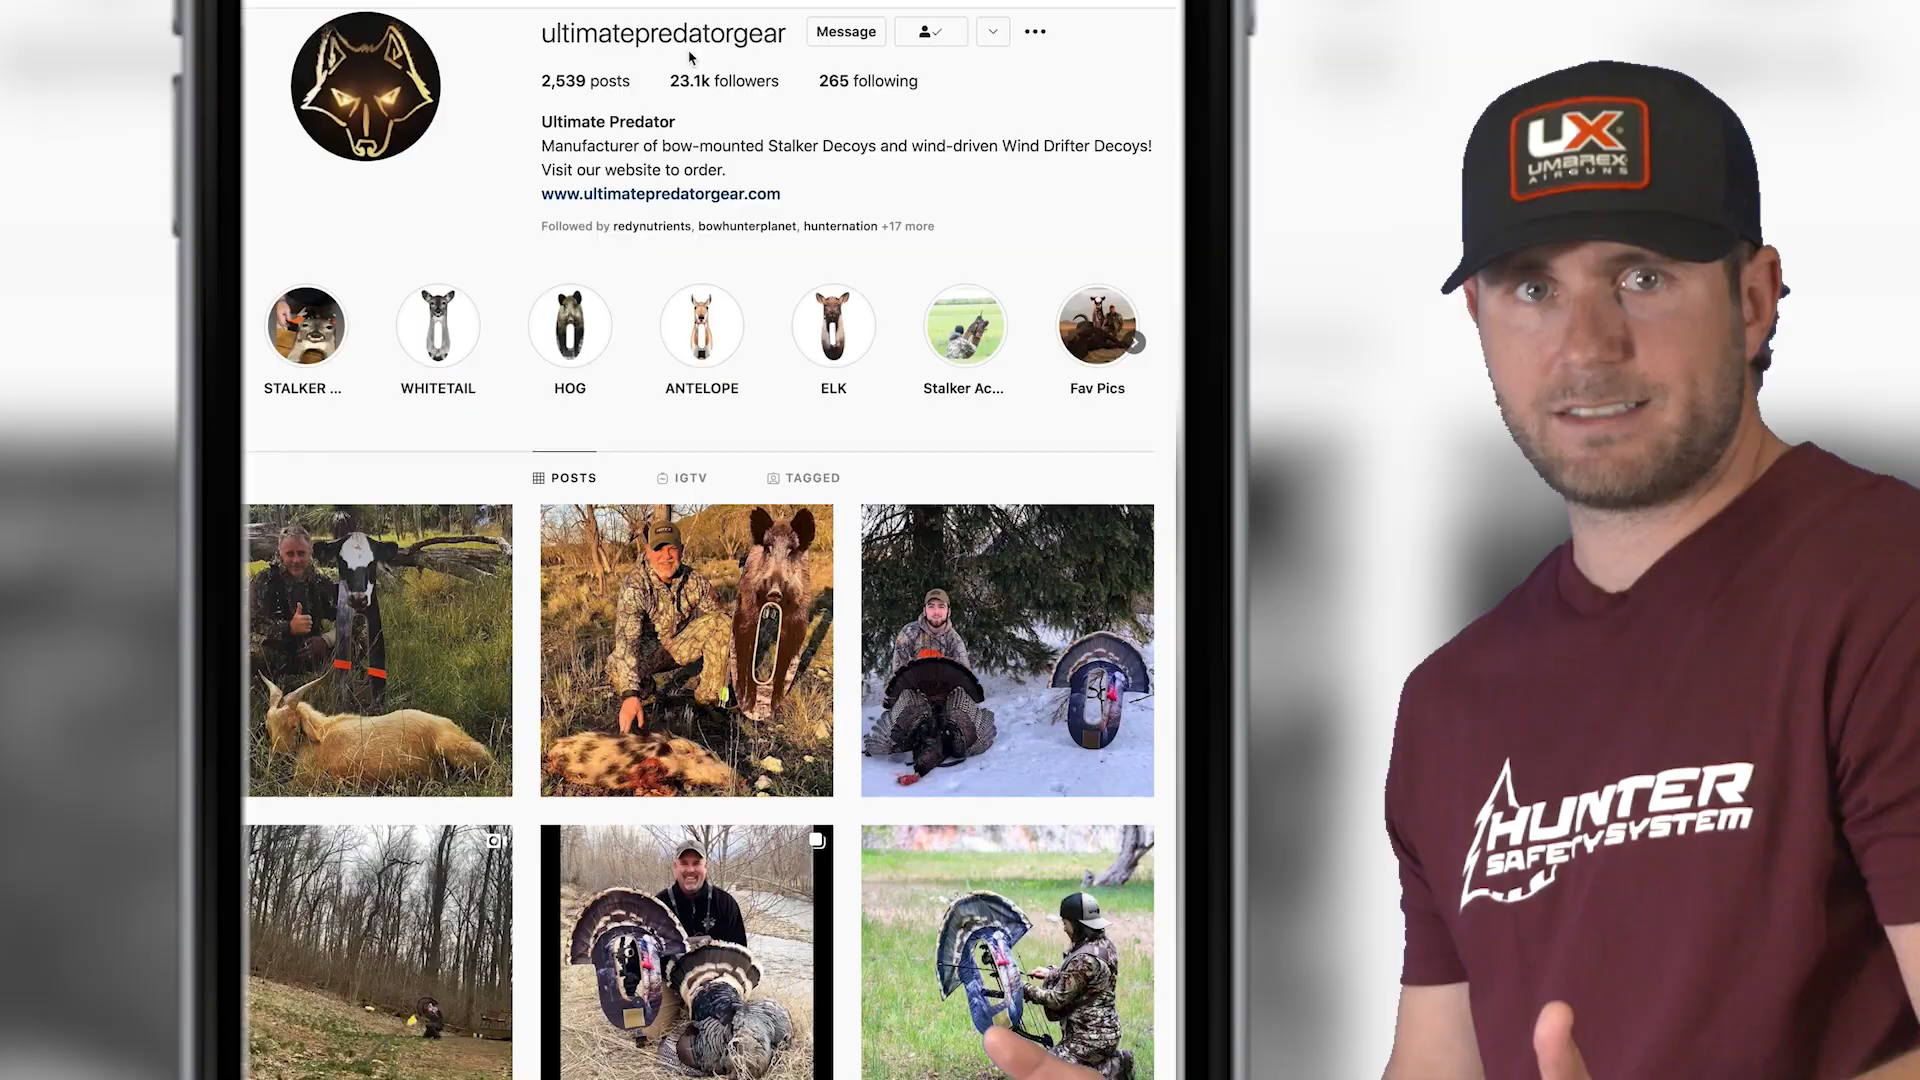 ultimatepredatorgear
Message
2,539 posts
23.1k followers
265 following
Ultimate Predator
Manufacturer of bow-mounted Stalker Decoys and wind-driven Wind Drifter Decoys!
Visit our website to order.
www.ultimatepredatorgear.com
Followed by redynutrients, bowhunterplanet, hunternation +17 more
STALKER ...
WHITETAIL
HOG
ANTELOPE
ELK
Stalker Ac...
Fav Pics
POSTS
IGTV
TAGGED
UX
UMAREX
AIRGUNS
HUNTER
SAFETY SYSTEM